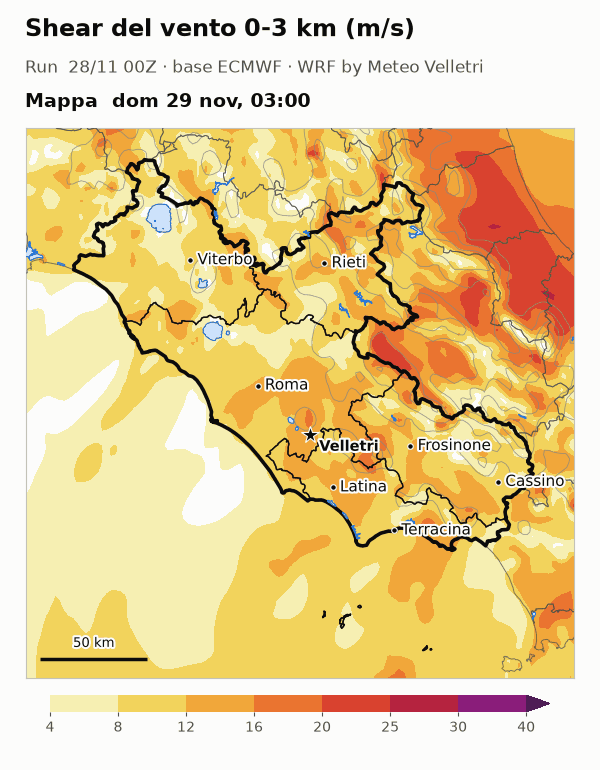 Shear del vento 0-3 km (m/s)
Run  28/11 00Z · base ECMWF · WRF by Meteo Velletri
Mappa  dom 29 nov, 03:00
Viterbo
Rieti
Roma
Velletri
Frosinone
Latina
Cassino
Terracina
50 km
4 8 12 16 20 25 30 40